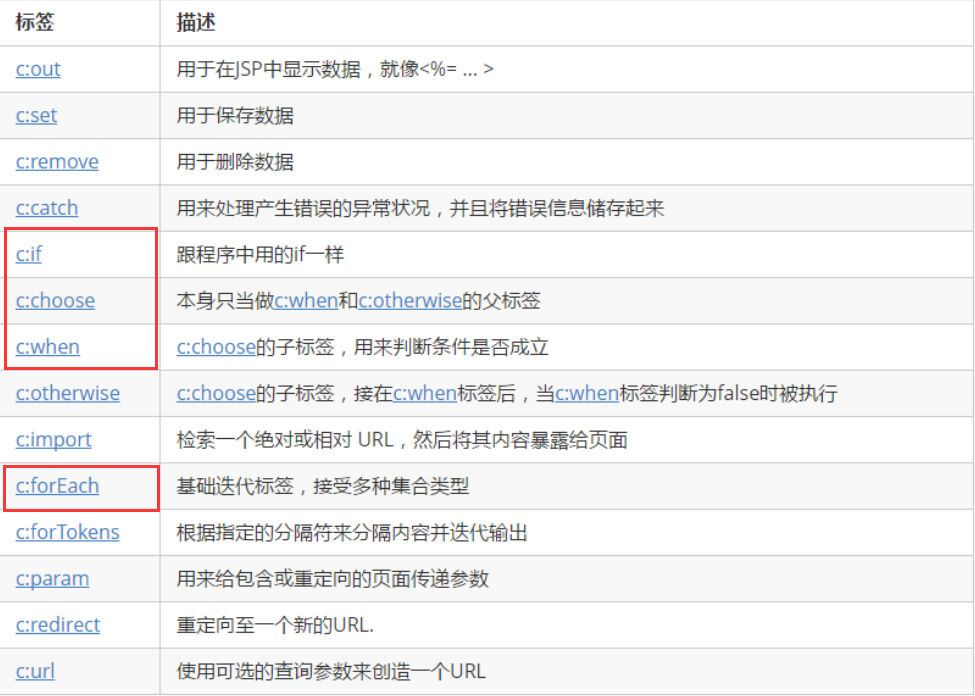 标签 描述
c:out 用于在JSP中显示数据，就像<%= ... >
c:set 用于保存数据
c:remove 用于删除数据
c:catch 用来处理产生错误的异常状况，并且将错误信息储存起来
c:if 跟程序中用的if一样
c:choose 本身只当做c:when和c:otherwise的父标签
c:when c:choose的子标签，用来判断条件是否成立
c:otherwise c:choose的子标签，接在c:when标签后，当c:when标签判断为false时被执行
c:import 检索一个绝对或相对 URL，然后将其内容暴露给页面
c:forEach 基础迭代标签，接受多种集合类型
c:forTokens 根据指定的分隔符来分隔内容并迭代输出
c:param 用来给包含或重定向的页面传递参数
c:redirect 重定向至一个新的URL.
c:url 使用可选的查询参数来创造一个URL